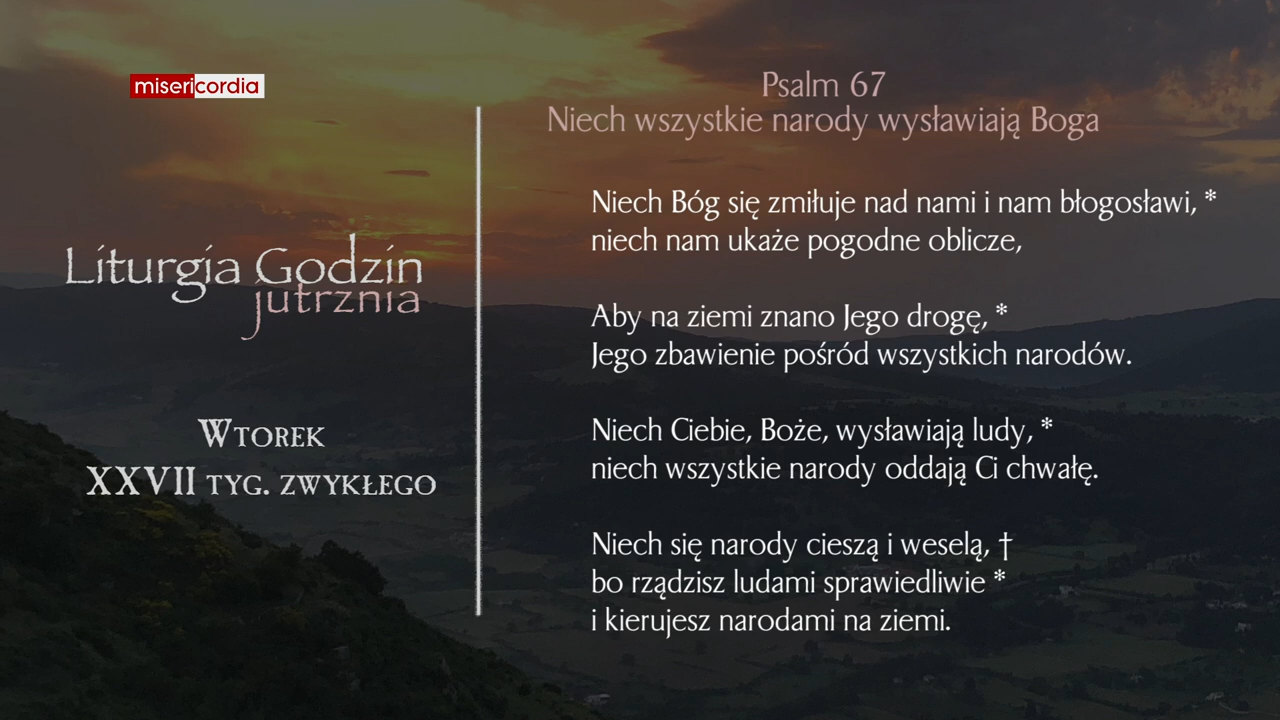 misericordia
Liturgia Godzin
jutrznia
Wtorek
XXVII tyg. zwykłego
Psalm 67
Niech wszystkie narody wysławiają Boga
Niech Bóg się zmiłuje nad nami i nam błogosławi, *
niech nam ukaże pogodne oblicze,
Aby na ziemi znano Jego drogę, *
Jego zbawienie pośród wszystkich narodów.
Niech Ciebie, Boże, wysławiają ludy, *
niech wszystkie narody oddają Ci chwałę.
Niech się narody cieszą i weselą, †
bo rządzisz ludami sprawiedliwie *
i kierujesz narodami na ziemi.